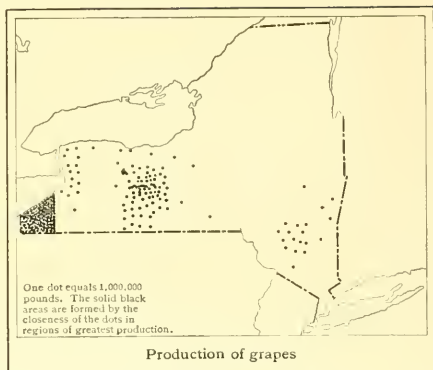 One dot equals 1,000,000
pounds. The solid black
areas are formed by the
closeness of the dots in
regions of greatest production.
Production of grapes